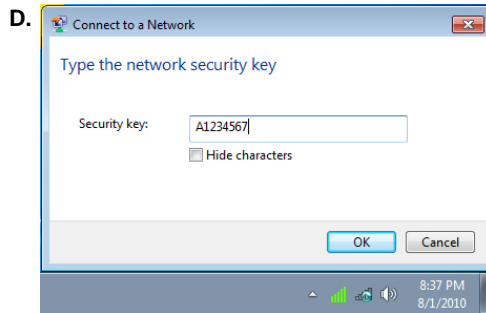 D.
Connect to a Network
Type the network security key
Security key:
A1234567
Hide characters
OK
Cancel
8:37 PM
8/1/2010